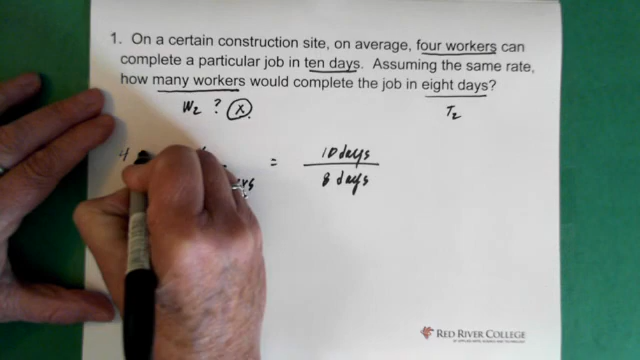 1. On a certain construction site, on average, four workers can
complete a particular job in ten days. Assuming the same rate,
how many workers would complete the job in eight days?
W2 ? x T2
4 = 10 days
8 days
RED RIVER COLLEGE